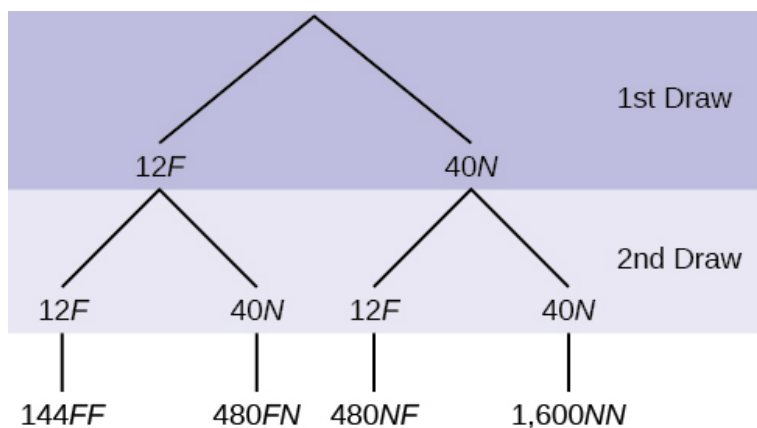 1st Draw
12F 40N
2nd Draw
12F 40N 12F 40N
144FF 480FN 480NF 1,600NN